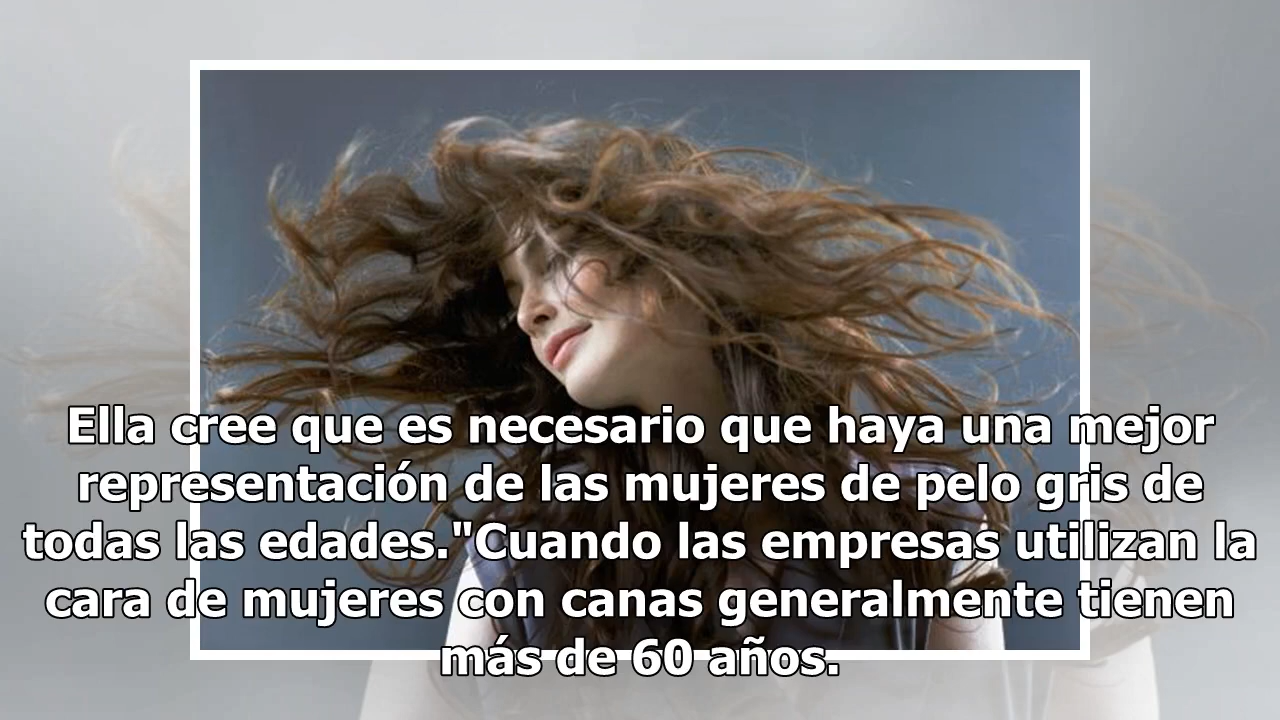 Ella cree que es necesario que haya una mejor
representación de las mujeres de pelo gris de
todas las edades."Cuando las empresas utilizan la
cara de mujeres con canas generalmente tienen
más de 60 años.